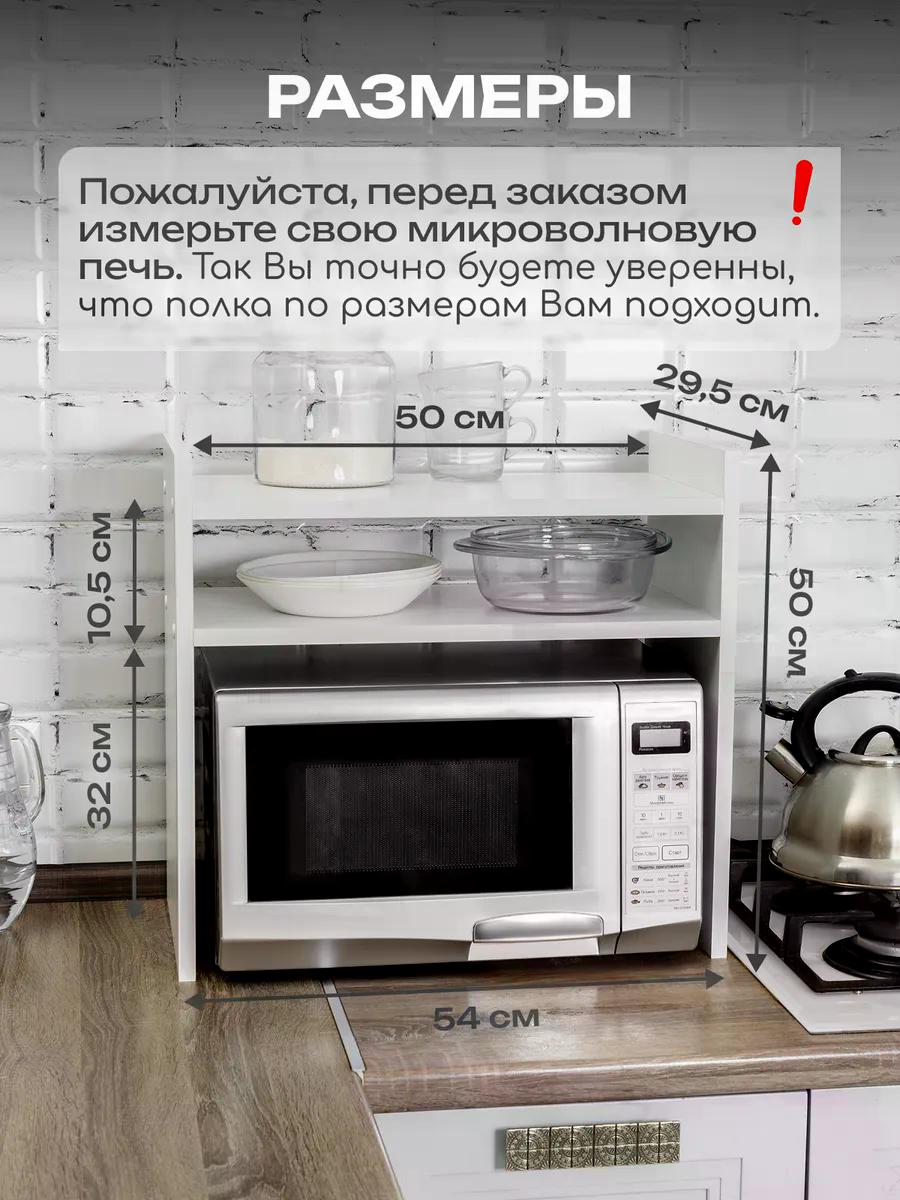 РАЗМЕРЫ
Пожалуйста, перед заказом
измерьте свою микроволновую
печь. Так Вы точно будете уверенны,
что полка по размерам Вам подходит.
29,5 см
50 см
10,5 см
50 см
32 см
54 см
Старт